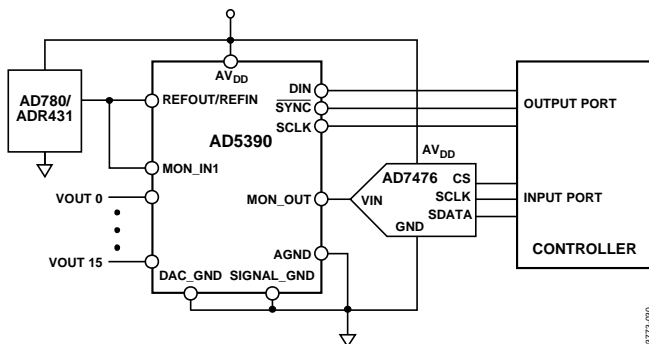 AVDD
AD780/
ADR431
REFOUT/REFIN
AD5390
DIN
SYNC
SCLK
OUTPUT PORT
MON_IN1
AVDD
AD7476
CS
VOUT 0
MON_OUT
VIN
SCLK
INPUT PORT
SDATA
GND
AGND
CONTROLLER
VOUT 15
DAC_GND
SIGNAL_GND